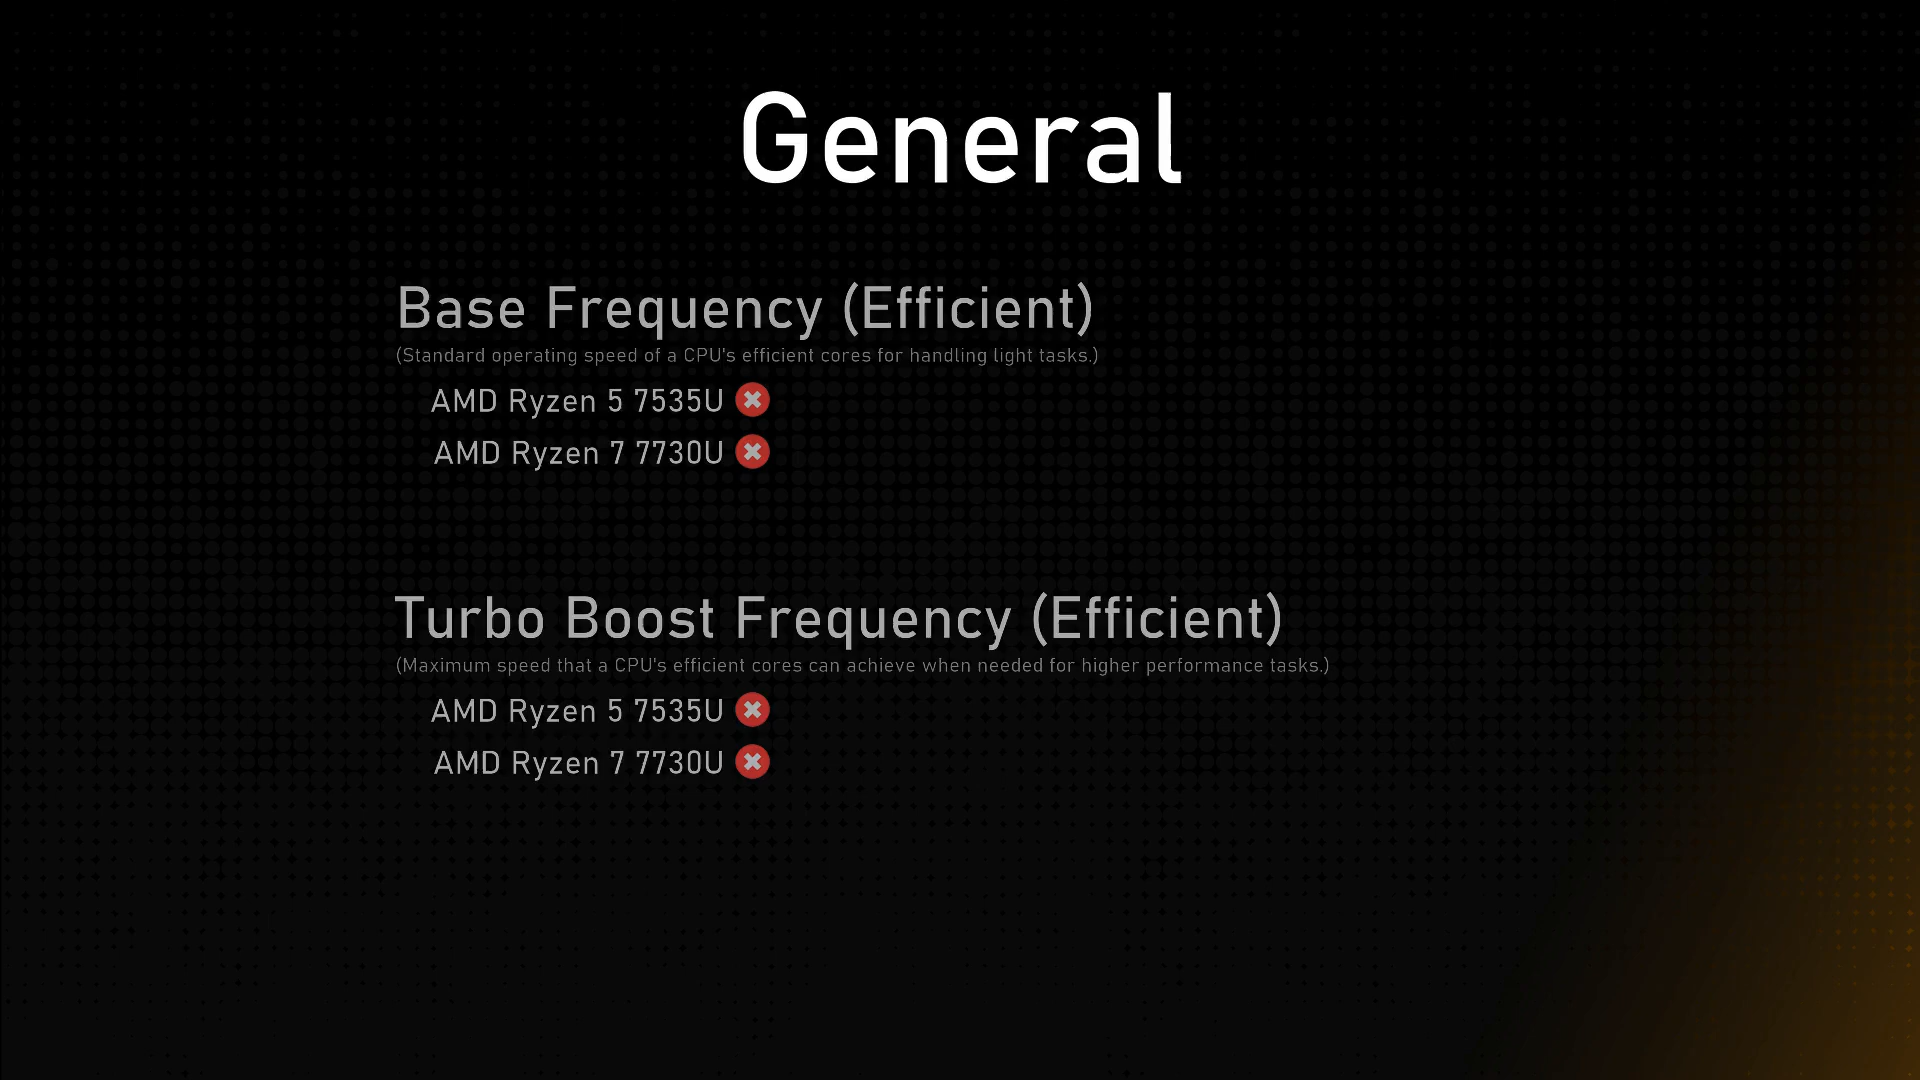 General
Base Frequency (Efficient)
(Standard operating speed of a CPU's efficient cores for handling light tasks.)
AMD Ryzen 5 7535U
AMD Ryzen 7 7730U
Turbo Boost Frequency (Efficient)
(Maximum speed that a CPU's efficient cores can achieve when needed for higher performance tasks.)
AMD Ryzen 5 7535U
AMD Ryzen 7 7730U